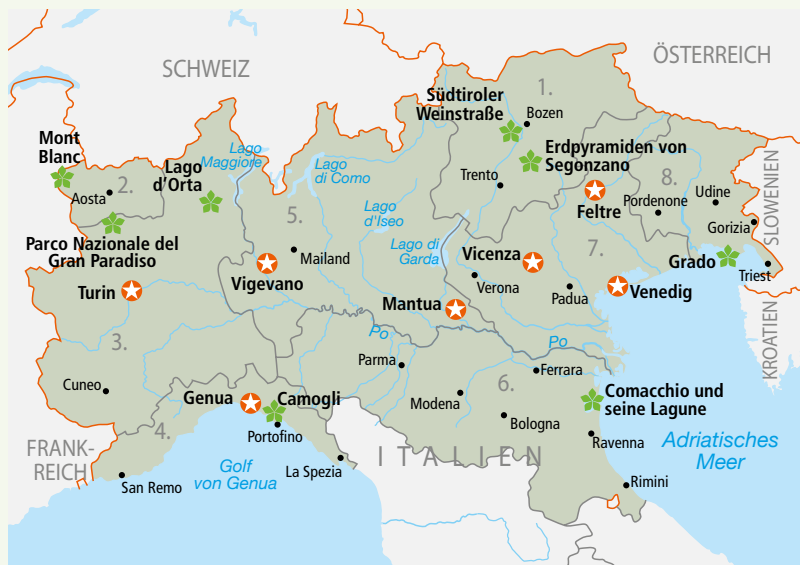 SCHWEIZ
ÖSTERREICH
1.
Südtiroler
Weinstraße
Bozen
Mont
Blanc
Lago
Maggiore
Lago
di Como
Erdpyramiden von
Segonzano
Lago
d'Orta
2.
Aosta
Trento
8.
Udine
Pordenone
Feltre
Gorizia
SLOWENIEN
Lago
d'Iseo
5.
Parco Nazionale del
Gran Paradiso
Mailand
Lago di
Garda
Vicenza
7.
Grado
Triest
Turin
Vigevano
Verona
Padua
Venedig
Mantua
KROATIEN
3.
Po
Po
Parma
Ferrara
Cuneo
Genua
Camogli
Modena
6.
Comacchio und
seine Lagune
4.
Portofino
Bologna
Ravenna
FRANK-
REICH
Golf
von Genua
La Spezia
ITALIEN
Adriatisches
Meer
San Remo
Rimini